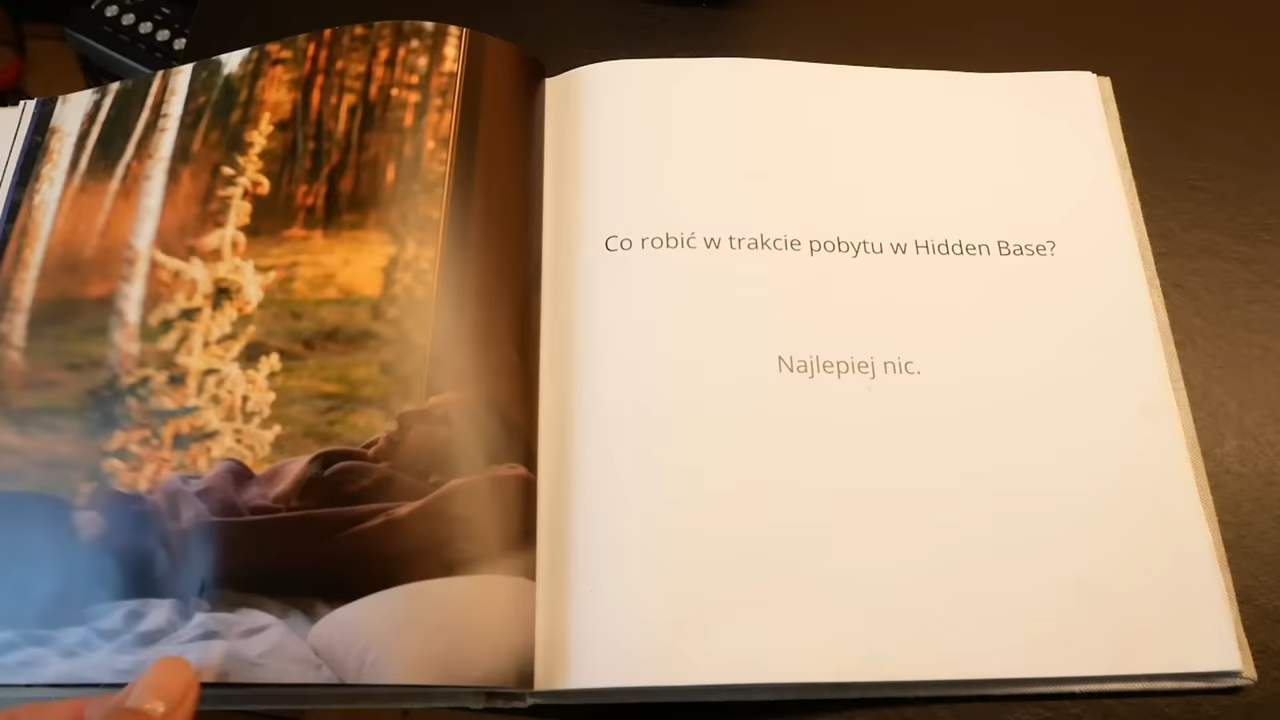 Co robić w trakcie pobytu w Hidden Base?
Najlepiej nic.